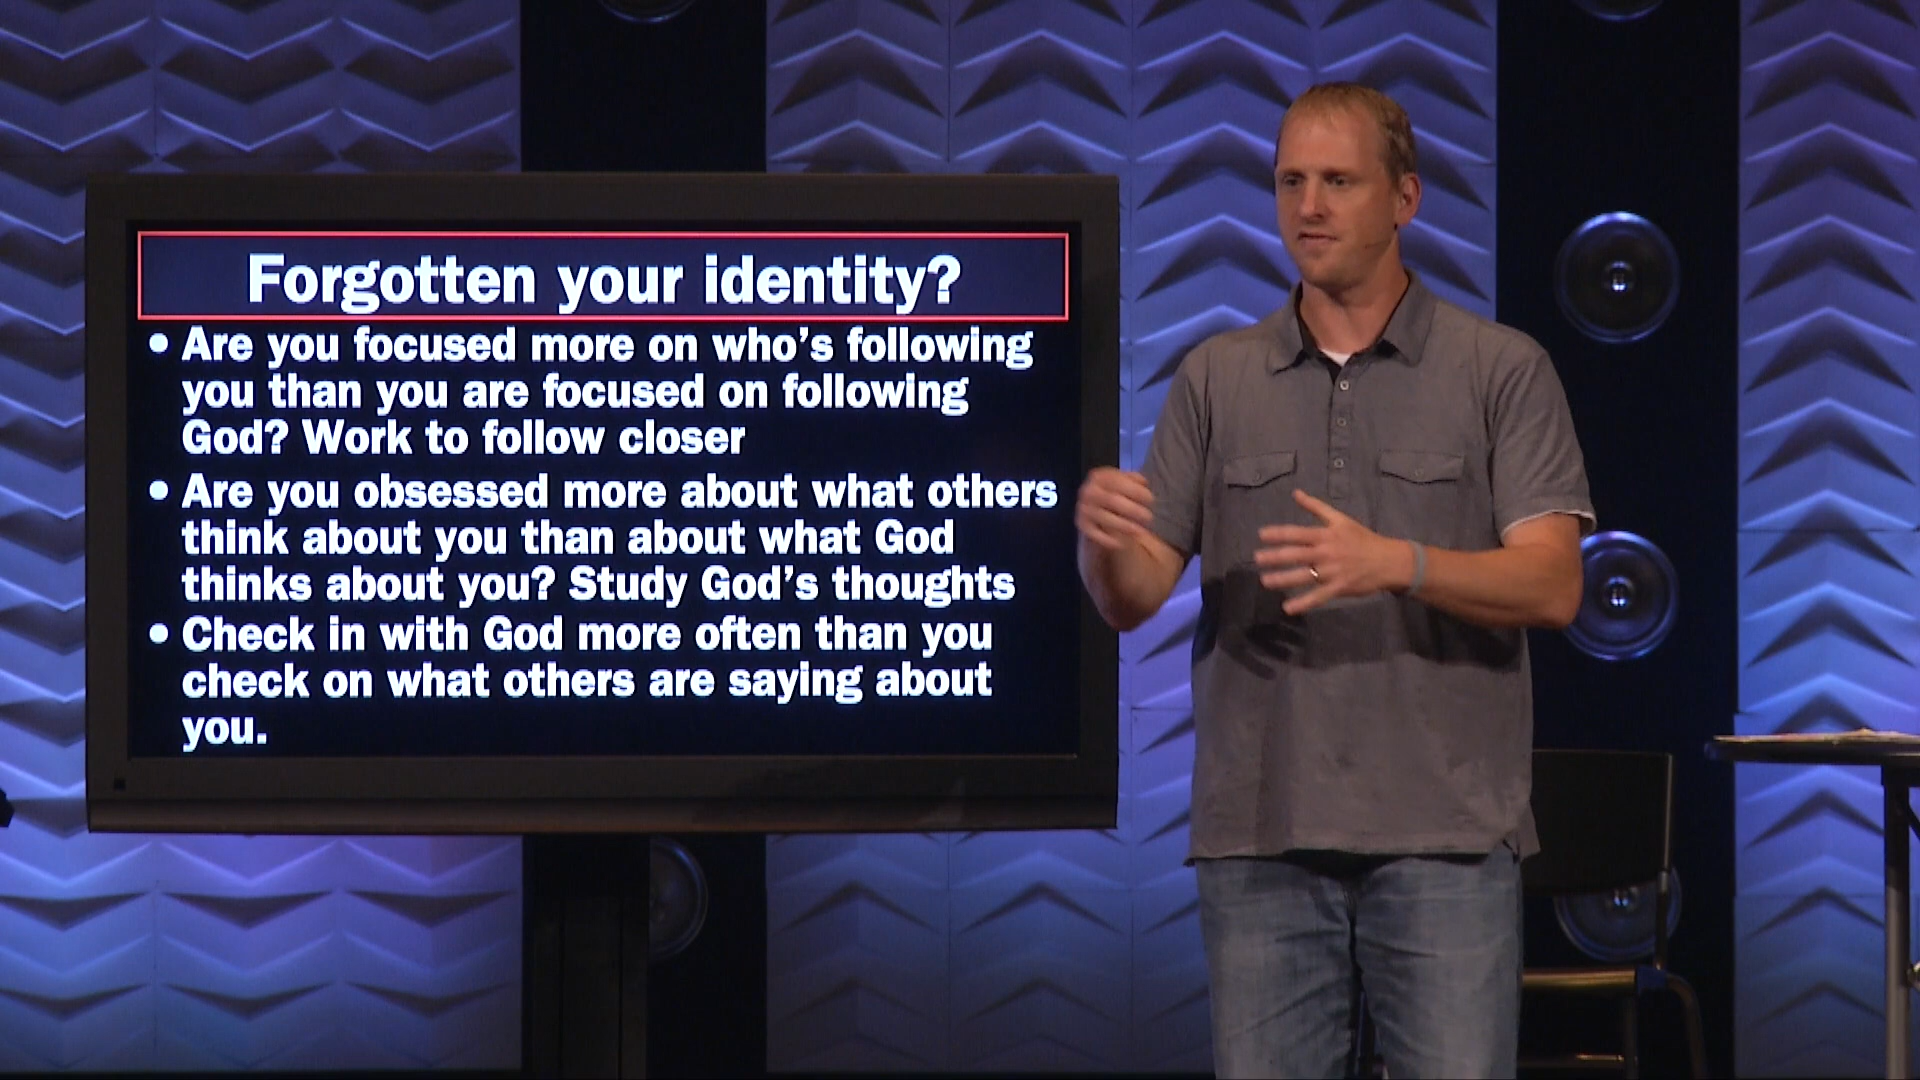 Forgotten your identity?
• Are you focused more on who's following
you than you are focused on following
God? Work to follow closer
• Are you obsessed more about what others
think about you than about what God
thinks about you? Study God's thoughts
• Check in with God more often than you
check on what others are saying about
you.